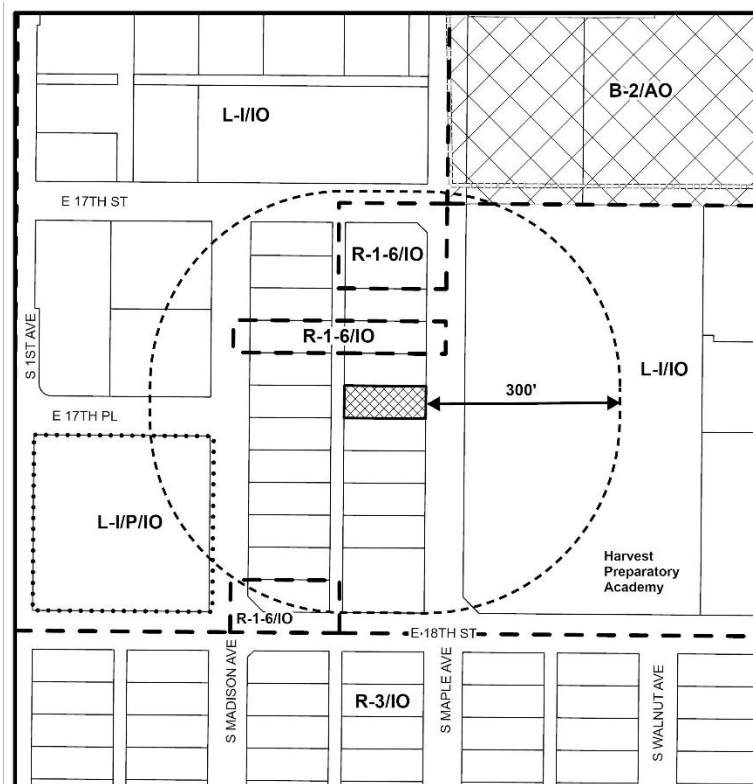 B-2/AO
L-I/IO
E 17TH ST
R-1-6/IO
R-1-6/IO
S 1ST AVE
L-I/IO
300'
E 17TH PL
L-I/P/IO
Harvest
Preparatory
Academy
R-1-6/IO
E 18TH ST
S MADISON AVE
R-3/IO
S MAPLE AVE
S WALNUT AVE